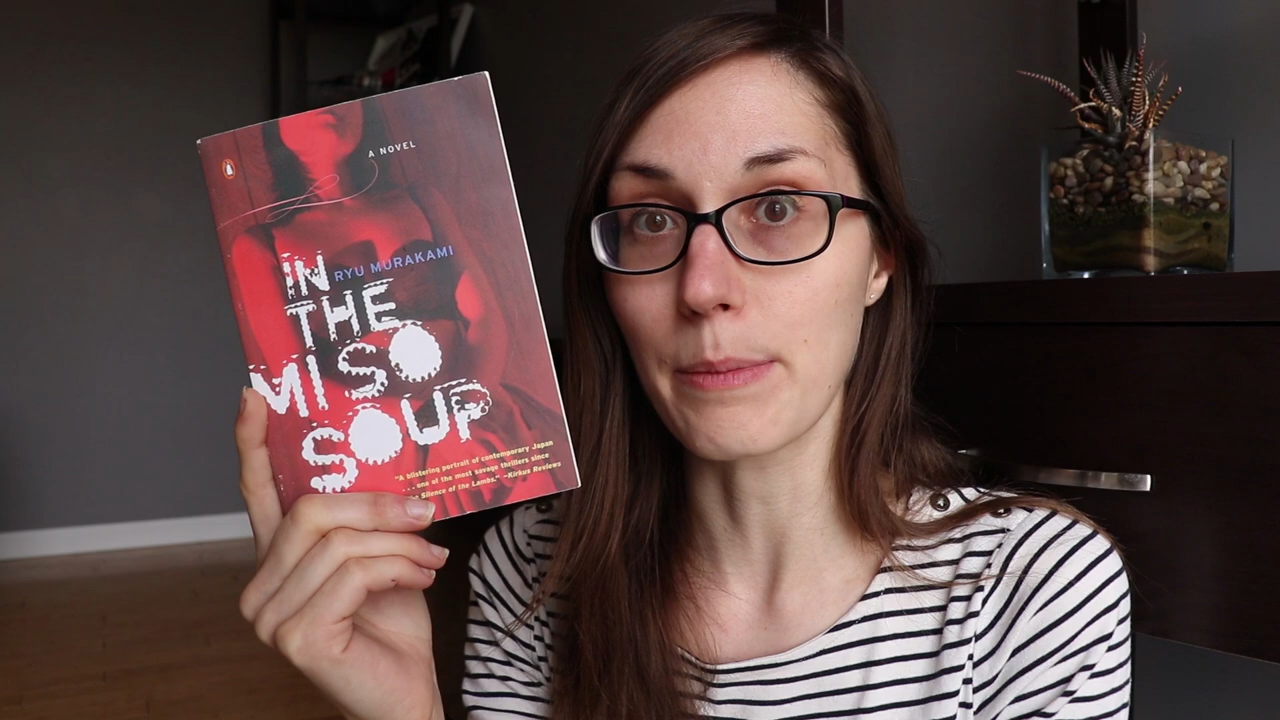 A NOVEL
RYU MURAKAMI
IN
THE
MISO
SOUP
"A blistering portrait of contemporary Japan
. . . one of the most savage thrillers since
Silence of the Lambs." –Kirkus Reviews